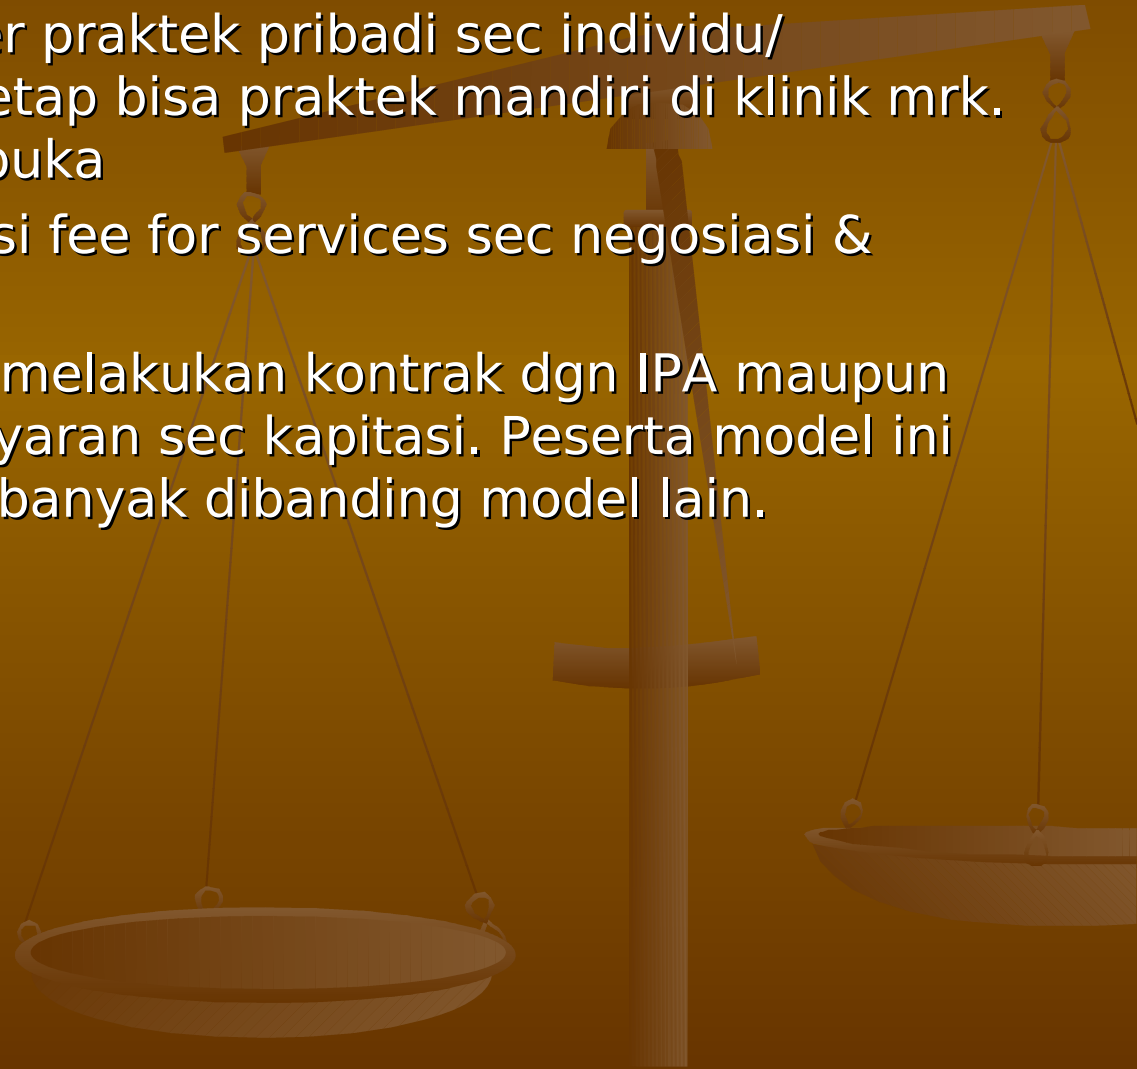 er praktek pribadi sec individu/
etap bisa praktek mandiri di klinik mrk.
buka
si fee for services sec negosiasi &
melakukan kontrak dgn IPA maupun
yaran sec kapitasi. Peserta model ini
banyak dibanding model lain.